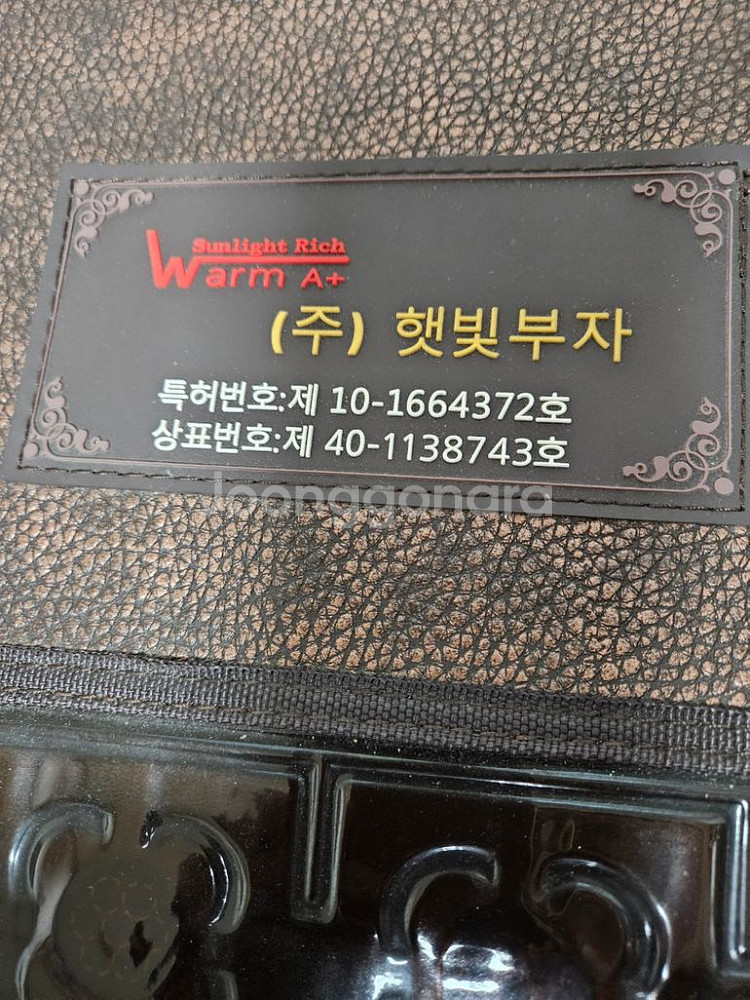 Sunlight Rich
Warm A+
(주) 햇빛부자
특허번호:제 10-1664372호
상표번호:제 40-1138743호
Joonggonara